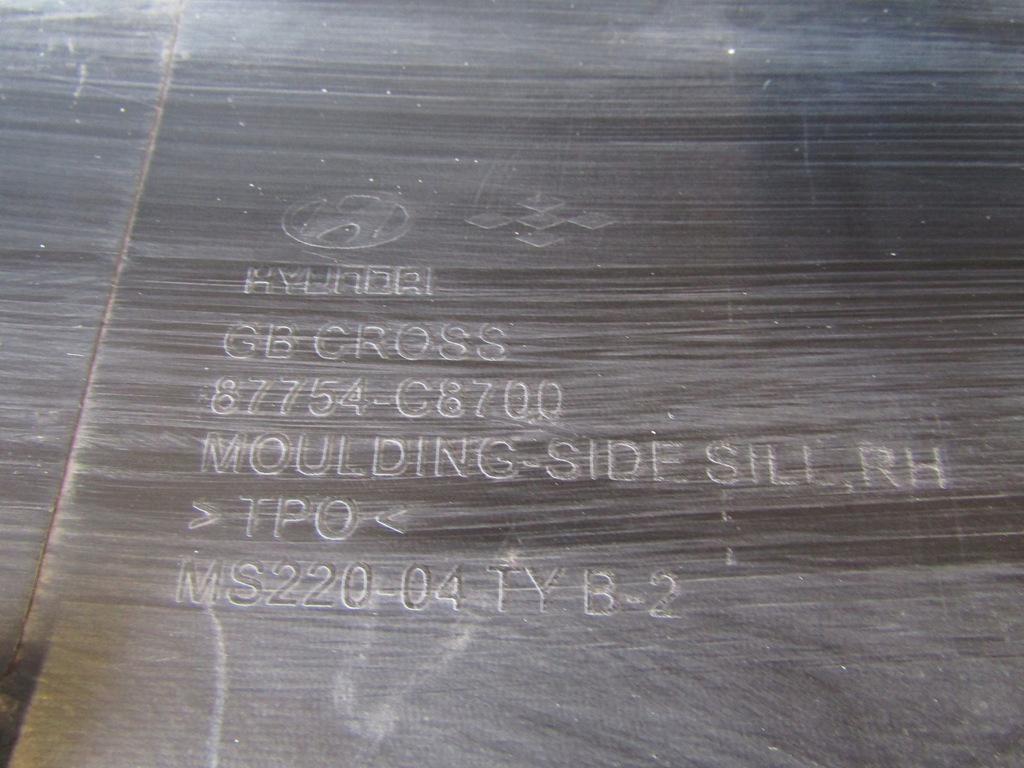 HYUNDAI
GB CROSS
87754-C8700
MOULDING-SIDE SILL,RH
>TPO<
MS220-04 TY B-2